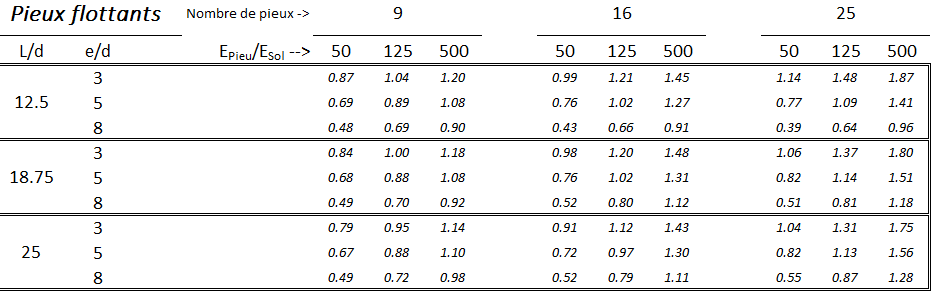 Pieux flottants Nombre de pieux -> 9 16 25
L/d e/d EPieu/ESol --> 50 125 500 50 125 500 50 125 500
3 0.87 1.04 1.20 0.99 1.21 1.45 1.14 1.48 1.87
12.5 5 0.69 0.89 1.08 0.76 1.02 1.27 0.77 1.09 1.41
8 0.48 0.69 0.90 0.43 0.66 0.91 0.39 0.64 0.96
3 0.84 1.00 1.18 0.98 1.20 1.48 1.06 1.37 1.80
18.75 5 0.68 0.88 1.08 0.76 1.02 1.31 0.82 1.14 1.51
8 0.49 0.70 0.92 0.52 0.80 1.12 0.51 0.81 1.18
3 0.79 0.95 1.14 0.91 1.12 1.43 1.04 1.31 1.75
25 5 0.67 0.88 1.10 0.72 0.97 1.30 0.82 1.13 1.56
8 0.49 0.72 0.98 0.52 0.79 1.11 0.55 0.87 1.28